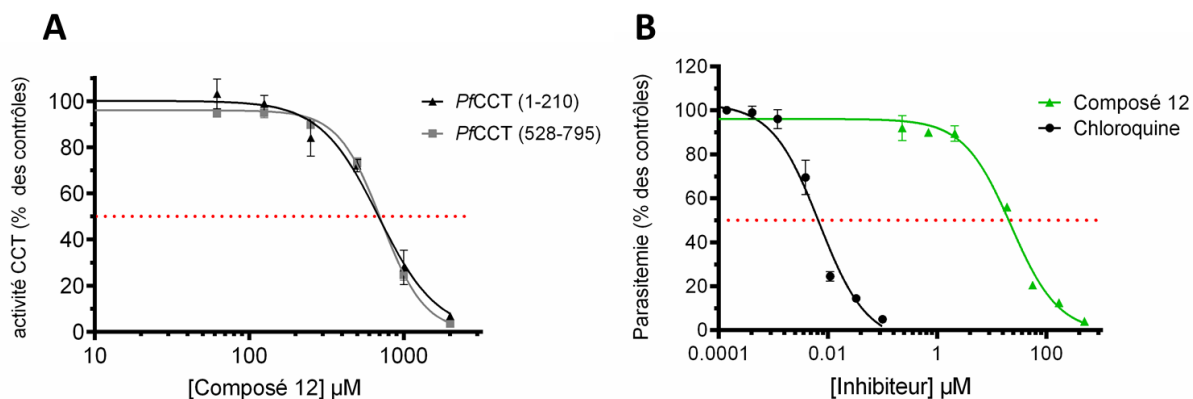 A
activité CCT (% des contrôles)
100
80
60
40
20
0
10
100
1000
[Composé 12] µM
PfCCT (1-210)
PfCCT (528-795)
B
Parasitemie (% des contrôles)
120
100
80
60
40
20
0
0.0001
0.01
1
100
[Inhibiteur] µM
Composé 12
Chloroquine